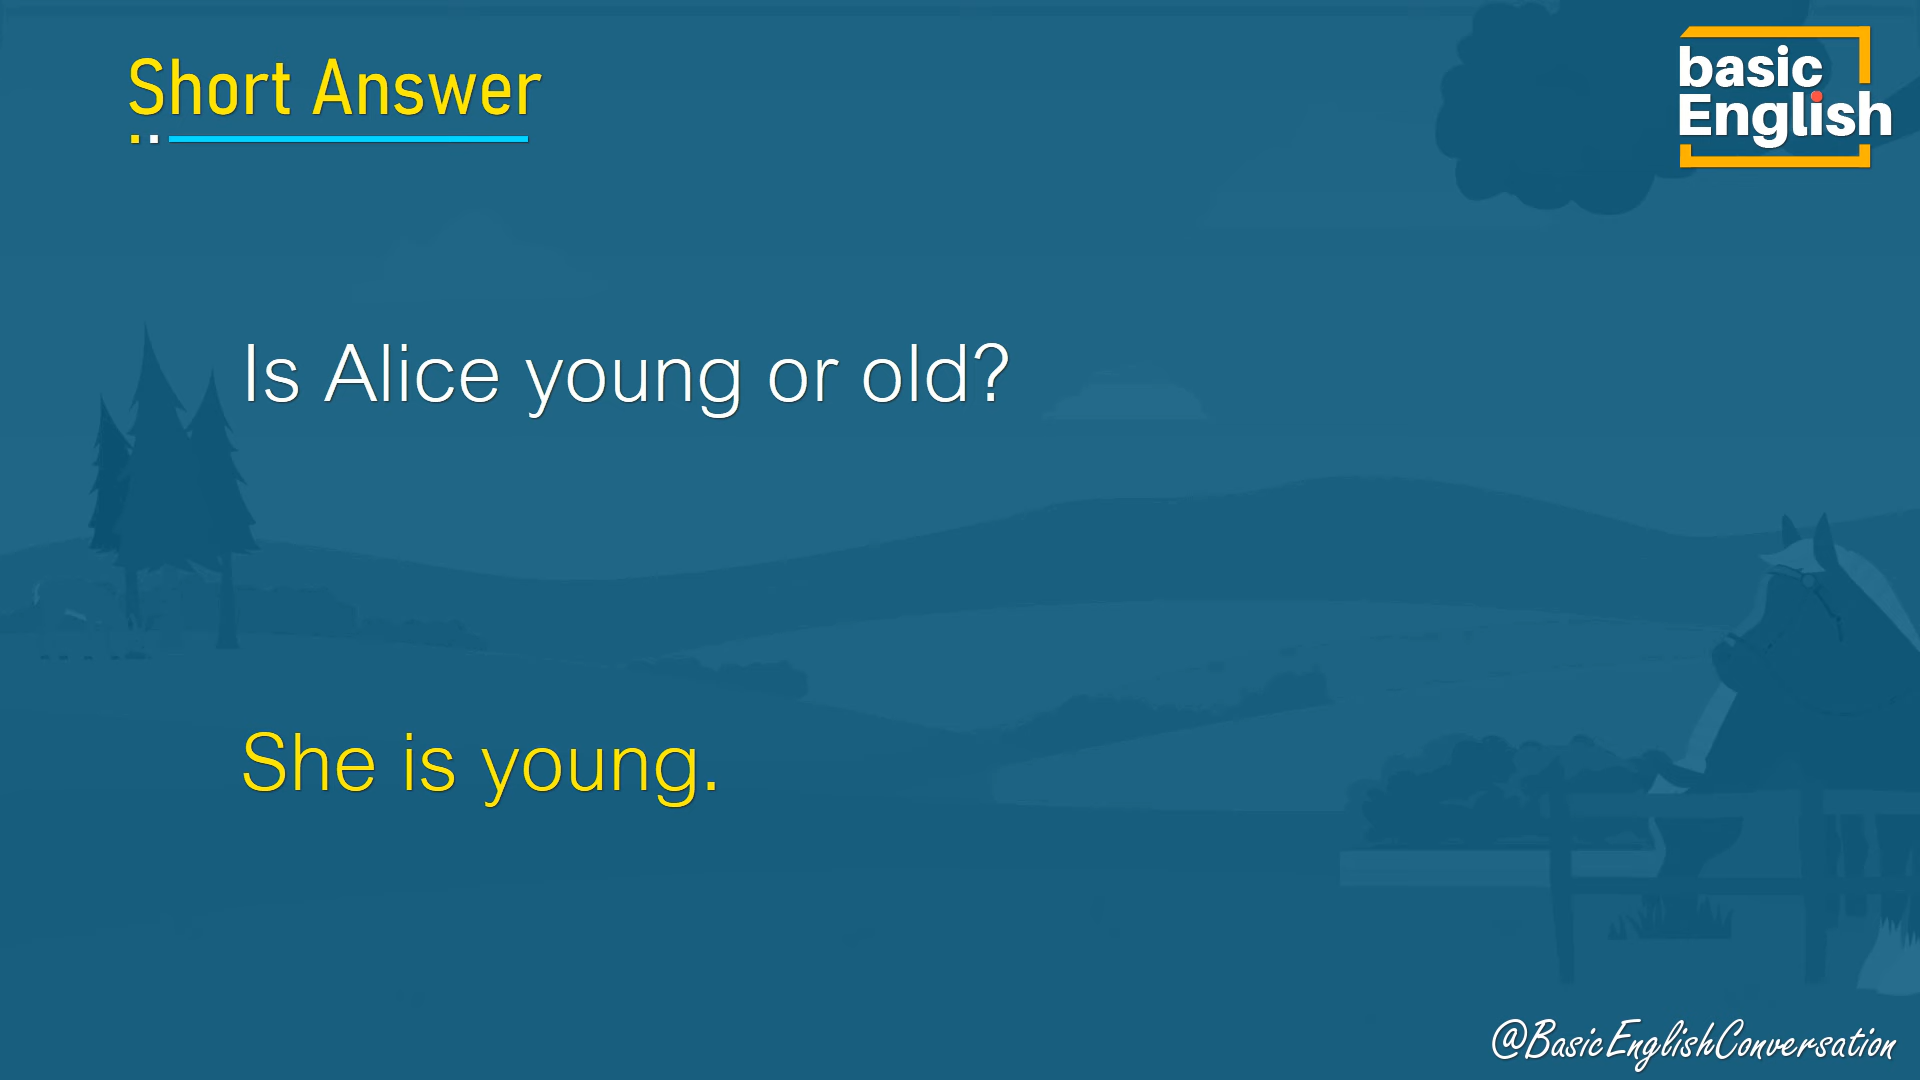 Short Answer
basic
English
Is Alice young or old?
She is young.
@BasicEnglishConversation